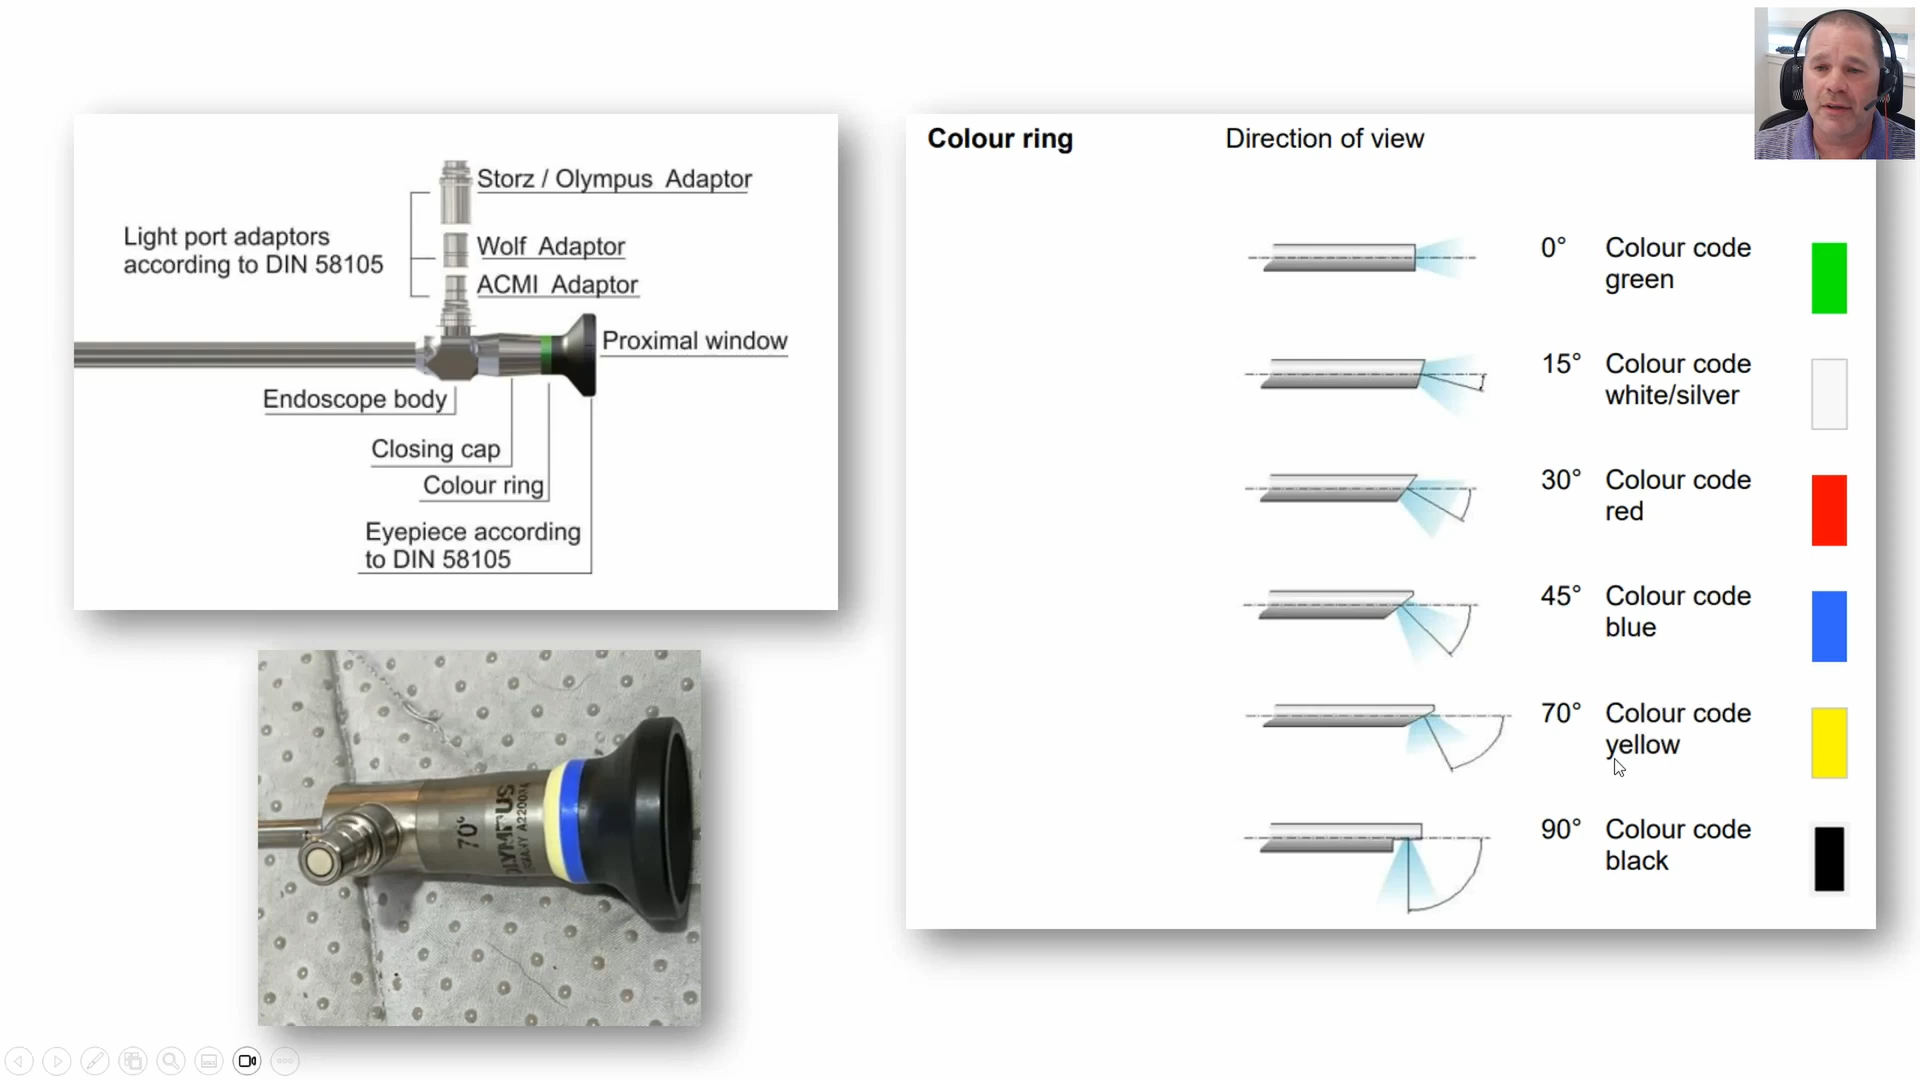 Storz / Olympus Adaptor
Light port adaptors
according to DIN 58105
Wolf Adaptor
ACMI Adaptor
Proximal window
Endoscope body
Closing cap
Colour ring
Eyepiece according
to DIN 58105
70°
OLYMPUS
Colour ring
Direction of view
0° Colour code
green
15° Colour code
white/silver
30° Colour code
red
45° Colour code
blue
70° Colour code
yellow
90° Colour code
black